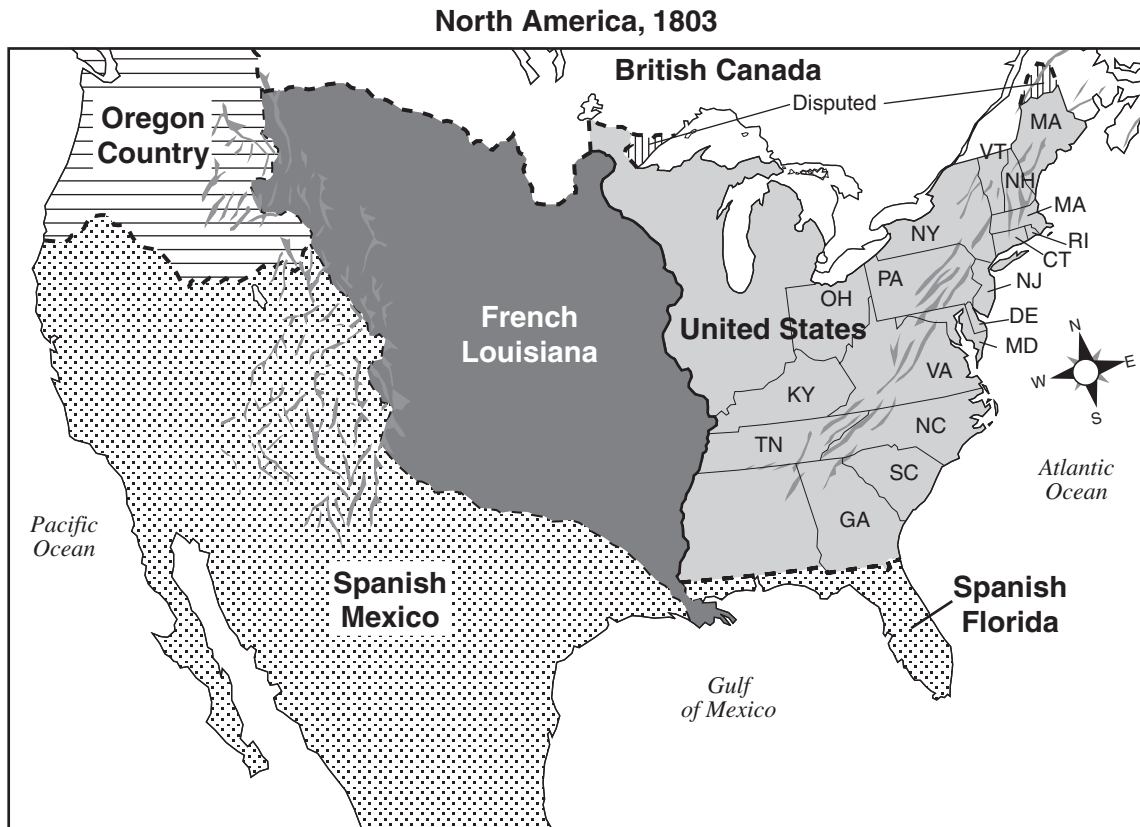 North America, 1803
British Canada
Disputed
Oregon
Country
MA
VT
NH
MA
NY
RI
CT
PA
NJ
OH
French
Louisiana
United States
DE
MD
N
E
W
S
VA
KY
NC
TN
SC
Atlantic
Ocean
GA
Pacific
Ocean
Spanish
Mexico
Spanish
Florida
Gulf
of Mexico